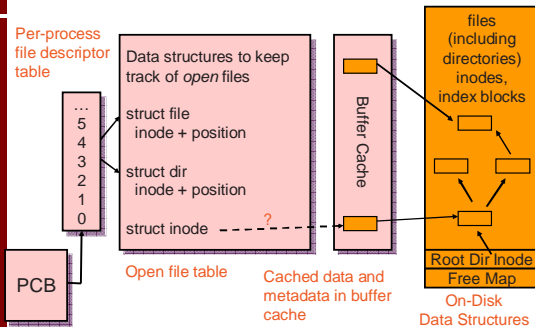 Per-process
file descriptor
table
...
5
4
3
2
1
0
PCB
Data structures to keep
track of open files
struct file
inode + position
struct dir
inode + position
struct inode
?
Open file table
Buffer Cache
Cached data and
metadata in buffer
cache
files
(including
directories)
inodes,
index blocks
Root Dir Inode
Free Map
On-Disk
Data Structures